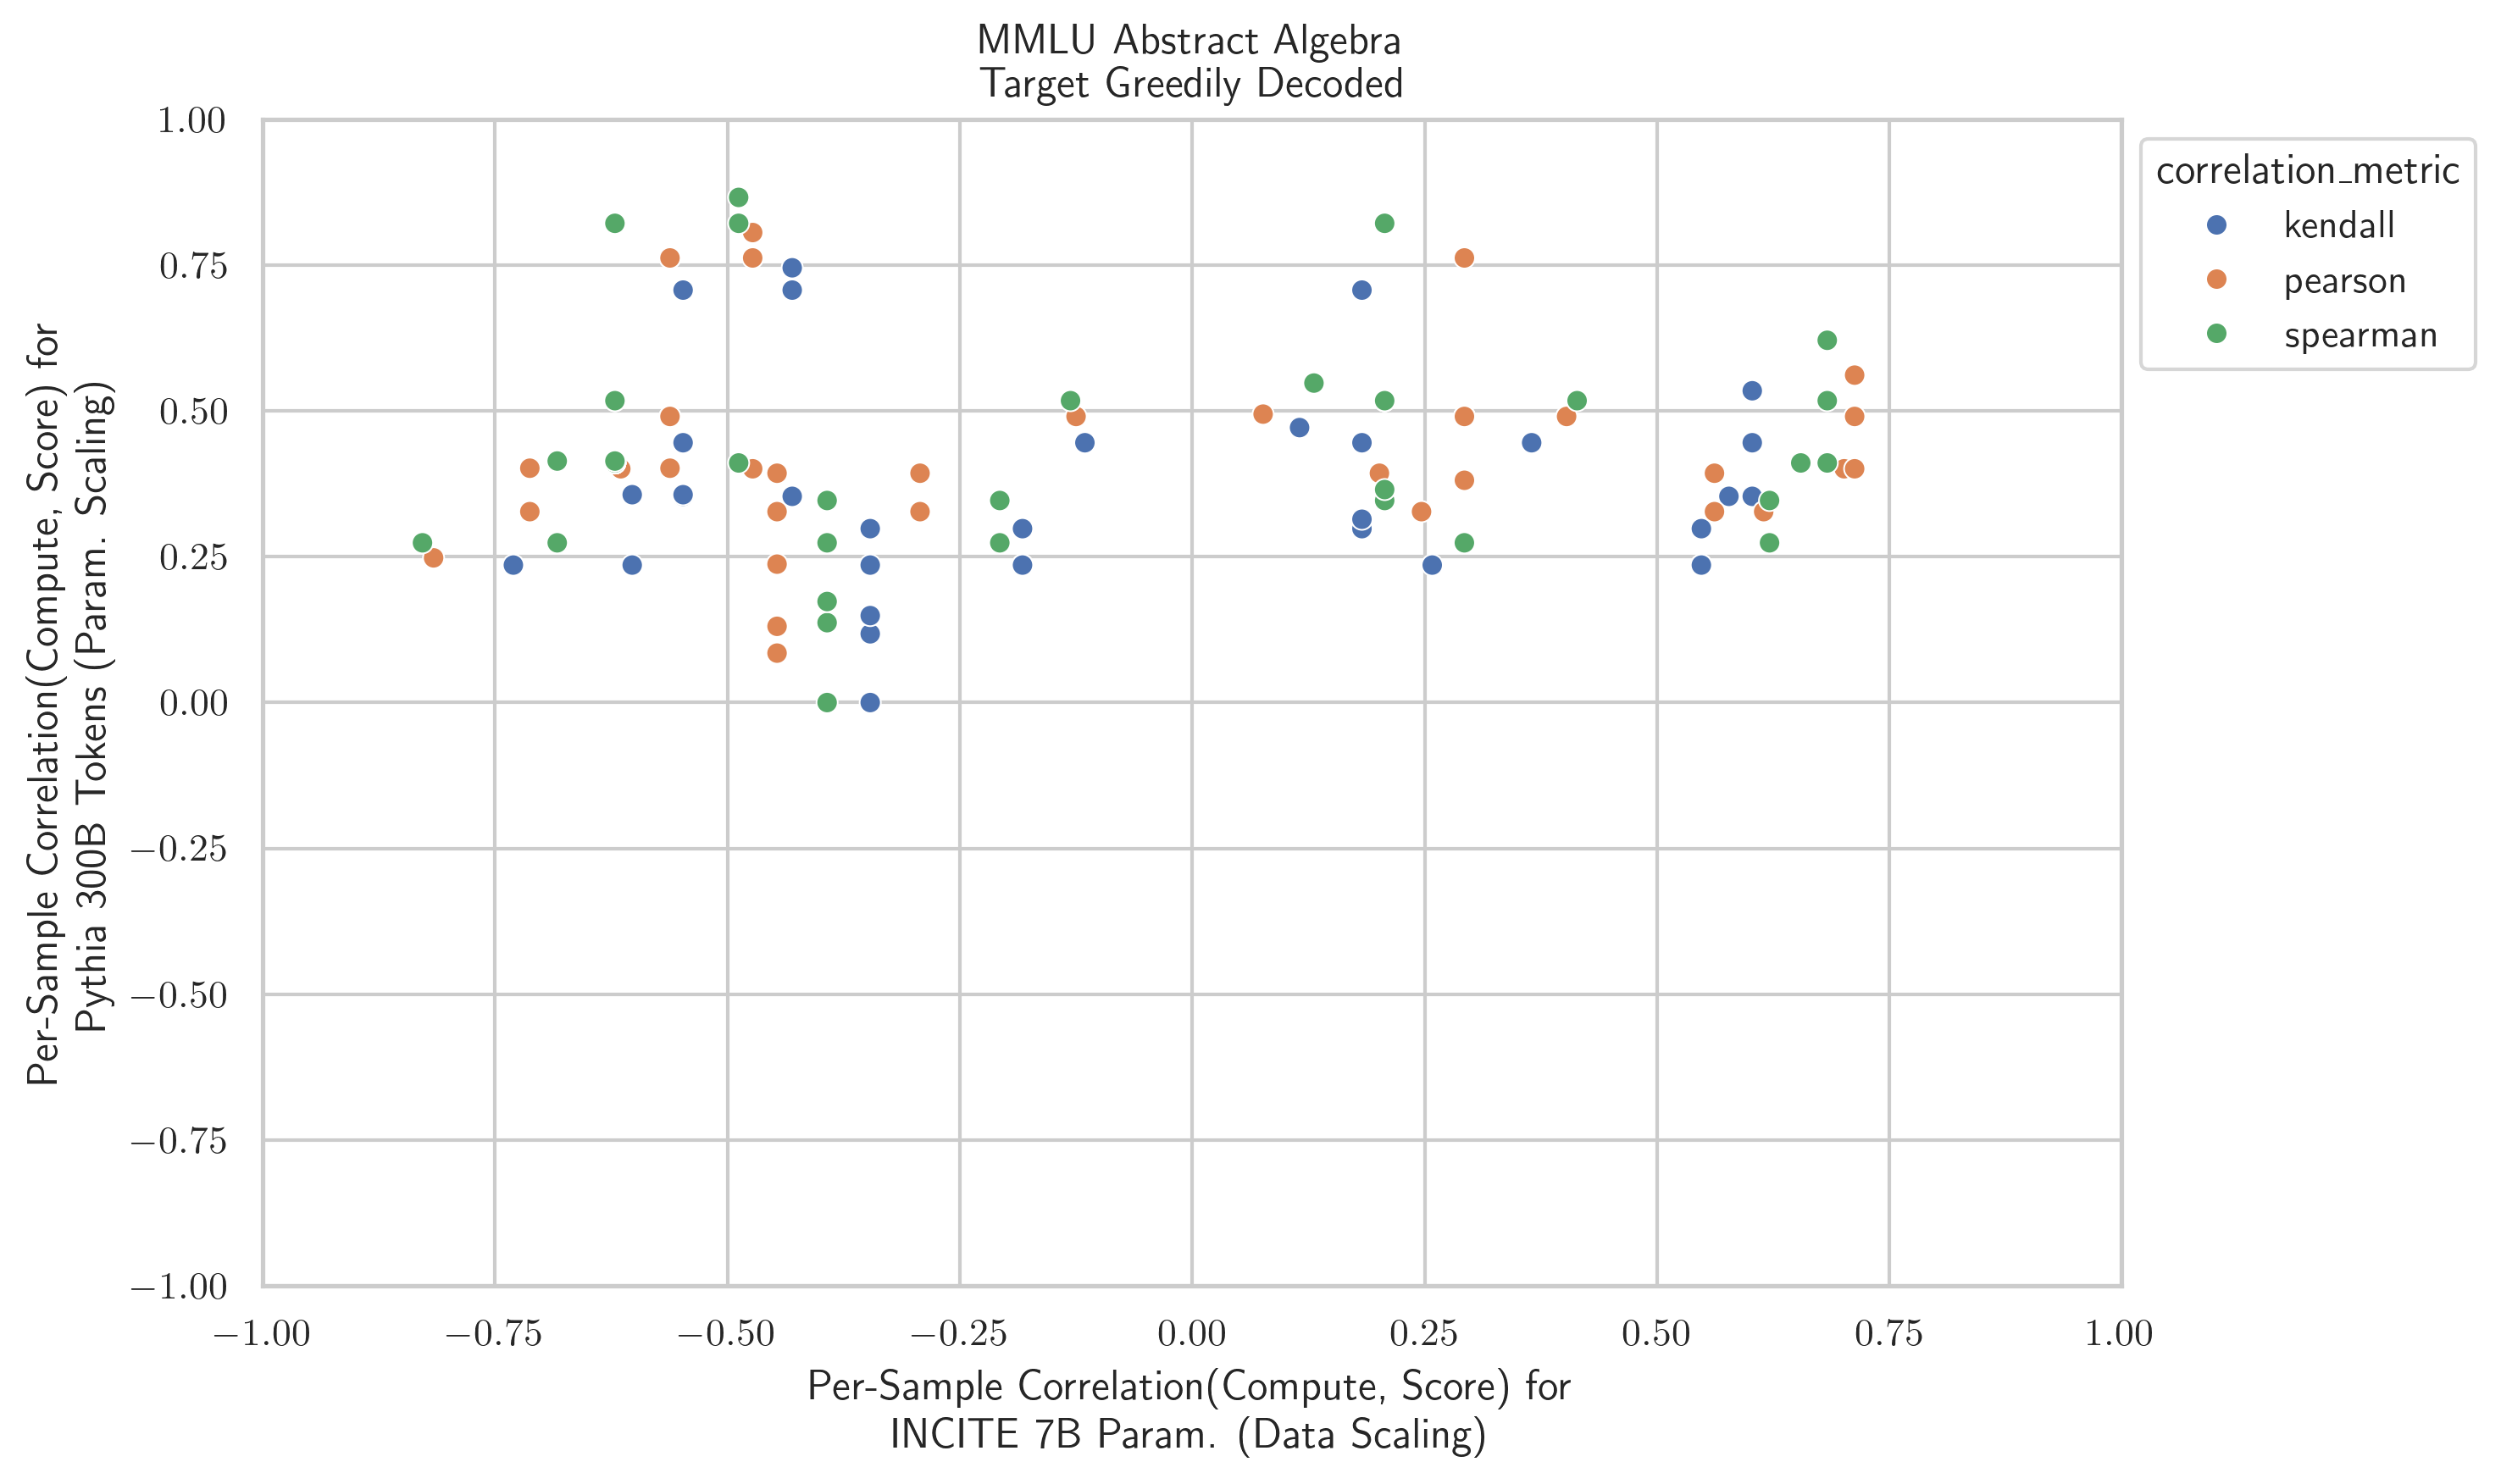 MMLU Abstract Algebra
Target Greedily Decoded
Per-Sample Correlation(Compute, Score) for
Pythia 300B Tokens (Param. Scaling)
1.00
0.75
0.50
0.25
0.00
−0.25
−0.50
−0.75
−1.00
−1.00 −0.75 −0.50 −0.25 0.00 0.25 0.50 0.75 1.00
Per-Sample Correlation(Compute, Score) for
INCITE 7B Param. (Data Scaling)
correlation_metric
kendall
pearson
spearman